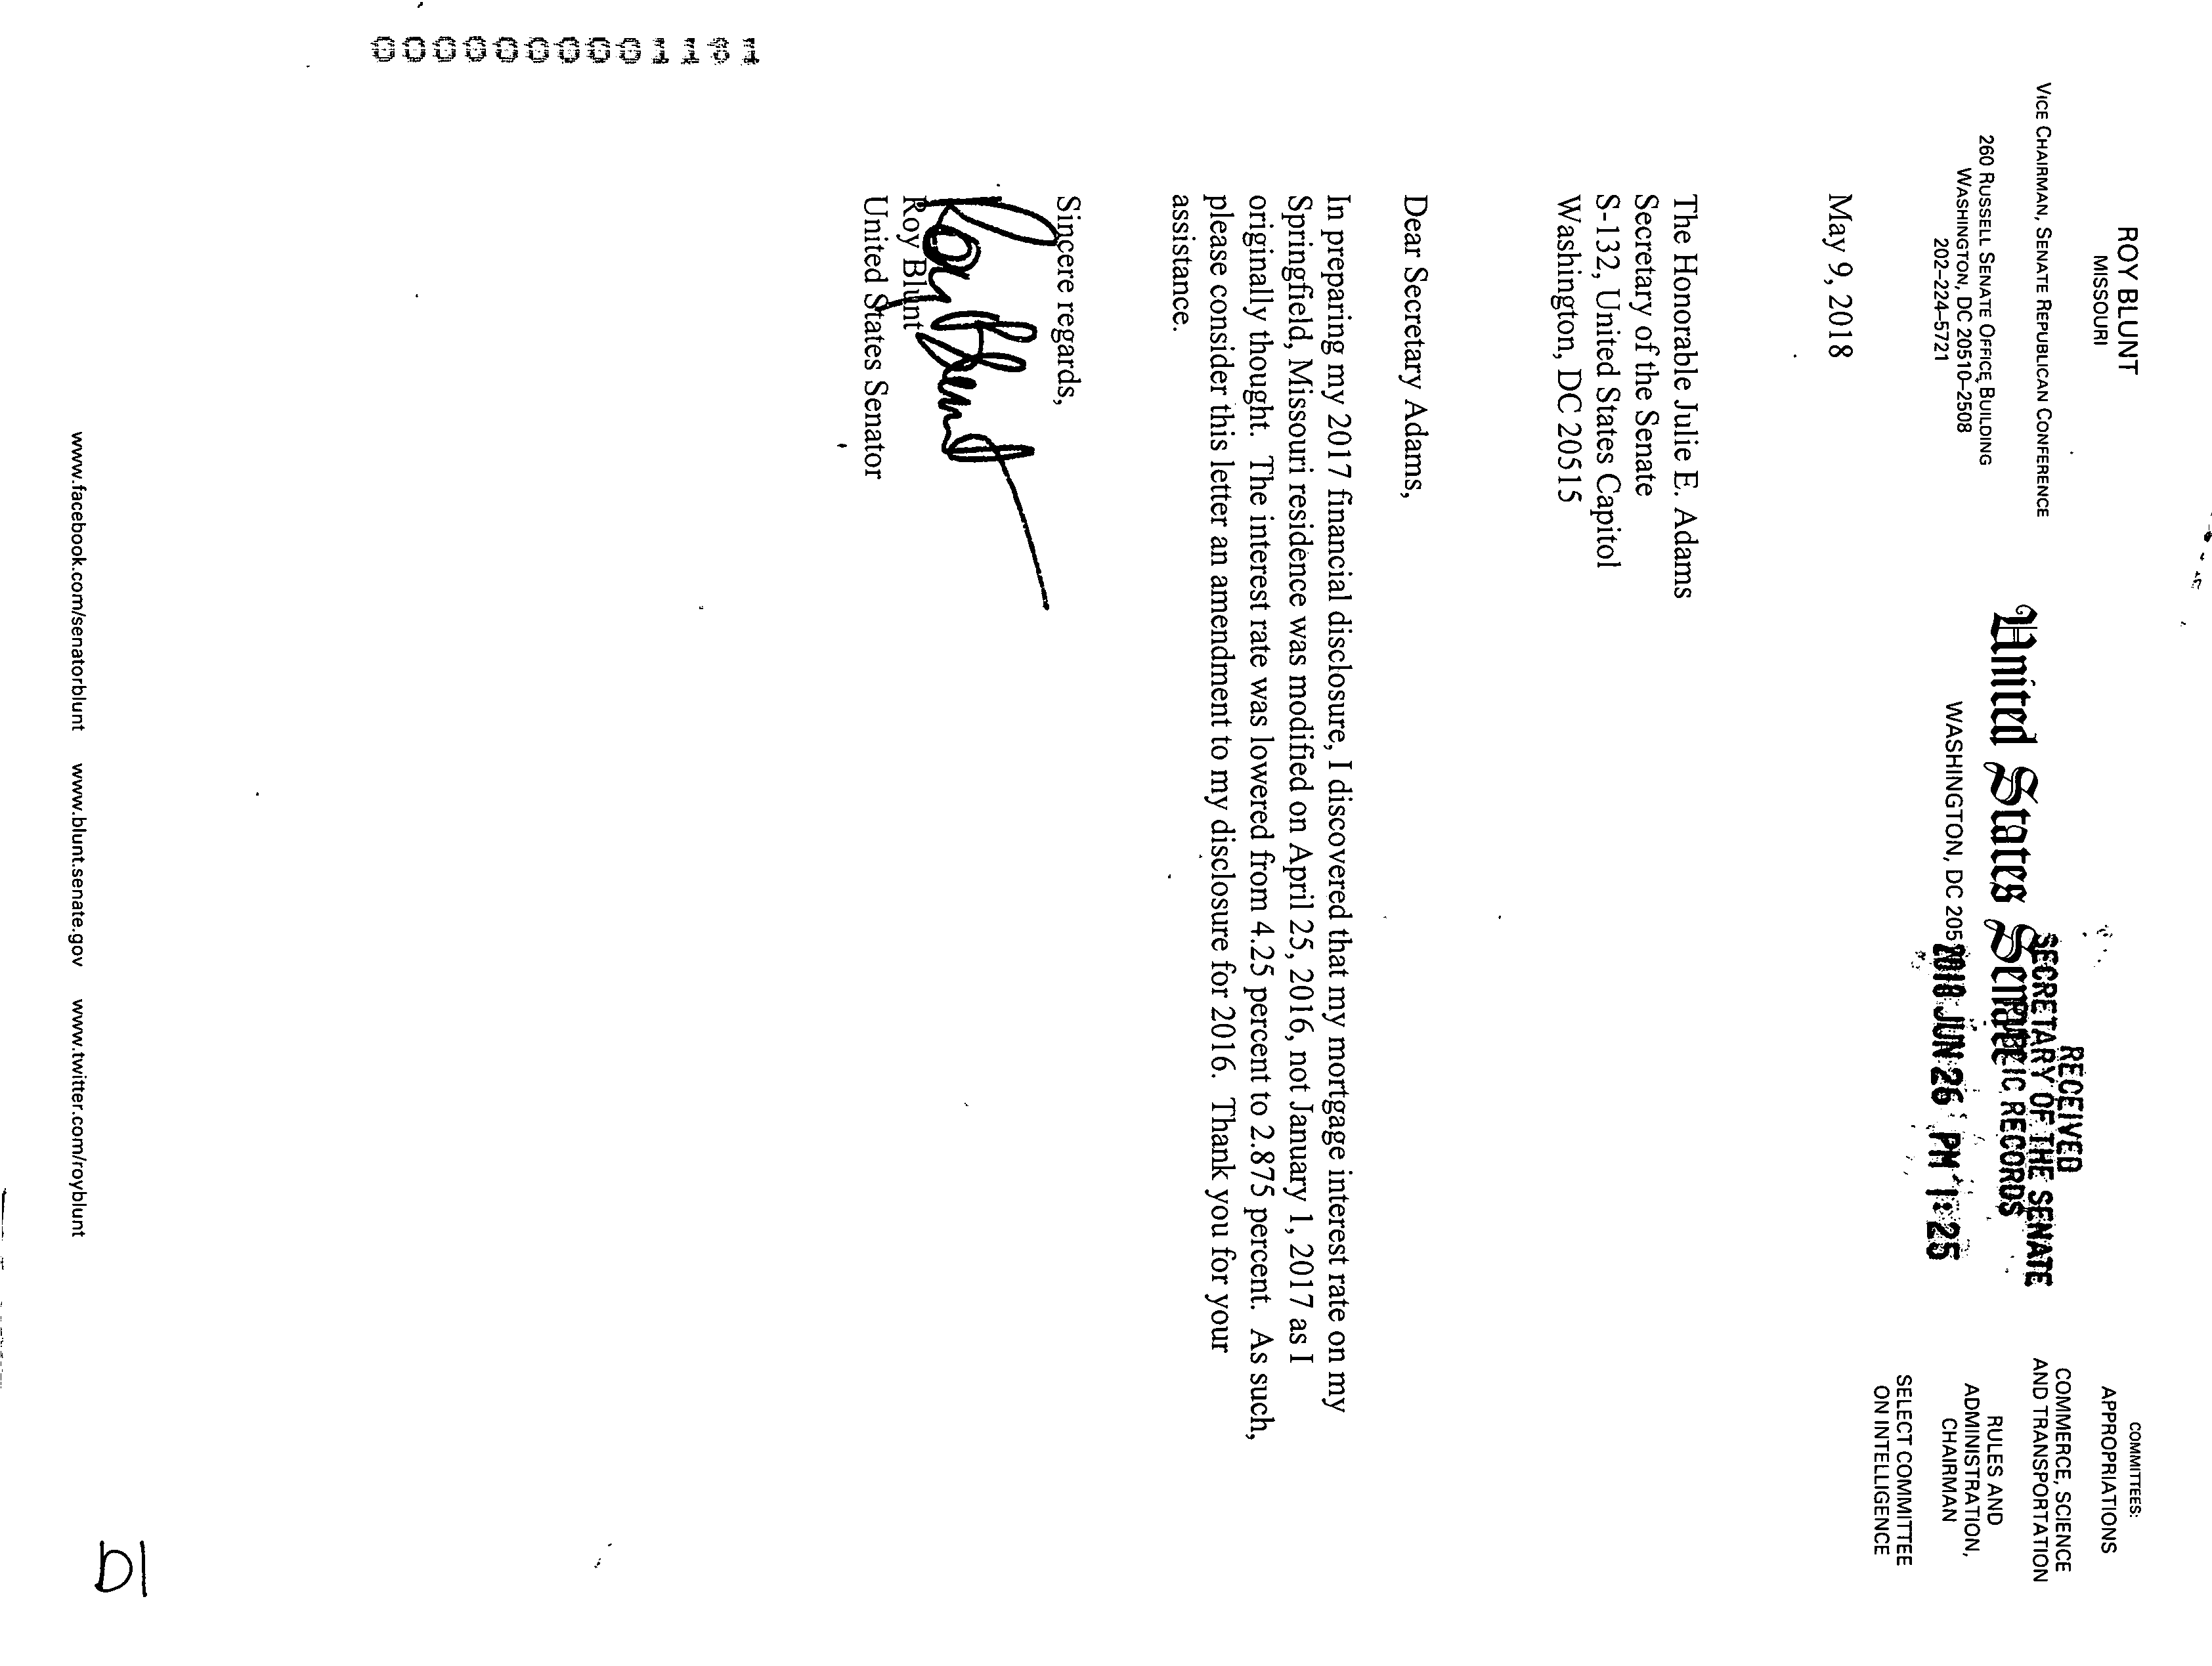 ROY BLUNT
MISSOURI
VICE CHAIRMAN, SENATE REPUBLICAN CONFERENCE
260 RUSSELL SENATE OFFICE BUILDING
WASHINGTON, DC 20510–2508
202–224–5721
United States Senate
WASHINGTON, DC 205
RECEIVED
SECRETARY OF THE SENATE
PUBLIC RECORDS
2018 JUN 26 PM 1:25
COMMITTEES:
APPROPRIATIONS
COMMERCE, SCIENCE
AND TRANSPORTATION
RULES AND
ADMINISTRATION,
CHAIRMAN
SELECT COMMITTEE
ON INTELLIGENCE
May 9, 2018
The Honorable Julie E. Adams
Secretary of the Senate
S-132, United States Capitol
Washington, DC 20515
Dear Secretary Adams,
In preparing my 2017 financial disclosure, I discovered that my mortgage interest rate on my
Springfield, Missouri residence was modified on April 25, 2016, not January 1, 2017 as I
originally thought. The interest rate was lowered from 4.25 percent to 2.875 percent. As such,
please consider this letter an amendment to my disclosure for 2016. Thank you for your
assistance.
Sincere regards,
Roy Blunt
Roy Blunt
United States Senator
0000000001101
www.facebook.com/senatorblunt www.blunt.senate.gov www.twitter.com/royblunt